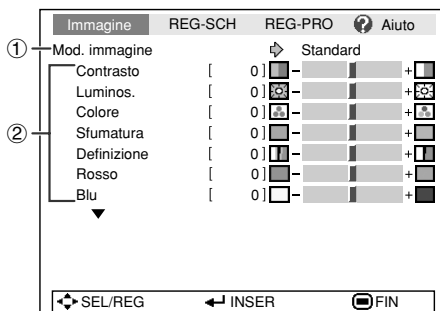 Immagine REG-SCH REG-PRO ? Aiuto
① Mod. immagine Standard
② Contrasto [ 0 ] − +
Luminos. [ 0 ] − +
Colore [ 0 ] − +
Sfumatura [ 0 ] − +
Definizione [ 0 ] − +
Rosso [ 0 ] − +
Blu [ 0 ] − +
SEL/REG INSER FIN